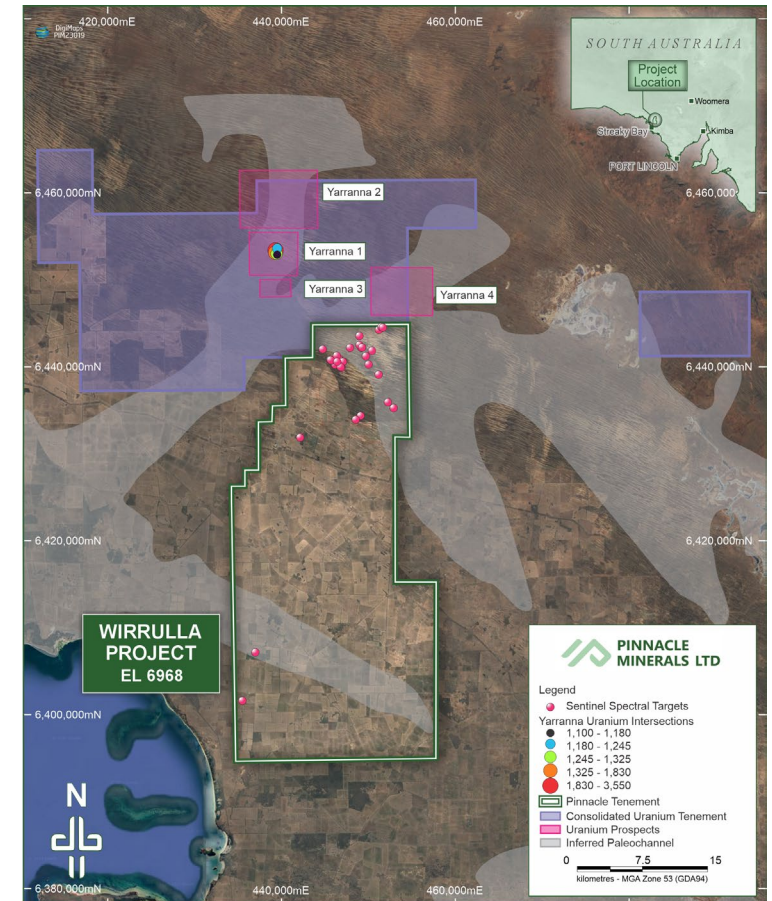 420,000mE
440,000mE
460,000mE
DigiMaps
PIM23019
SOUTH AUSTRALIA
Project
Location
Woomera
Streaky Bay
Kimba
PORT LINCOLN
6,460,000mN
6,460,000mN
Yarranna 2
Yarranna 1
Yarranna 3
Yarranna 4
6,440,000mN
6,440,000mN
6,420,000mN
6,420,000mN
WIRRULLA
PROJECT
EL 6968
PINNACLE
MINERALS LTD
Legend
Sentinel Spectral Targets
Yarranna Uranium Intersections
1,100 - 1,180
1,180 - 1,245
1,245 - 1,325
1,325 - 1,830
1,830 - 3,550
Pinnacle Tenement
Consolidated Uranium Tenement
Uranium Prospects
Inferred Paleochannel
0 7.5 15
kilometres - MGA Zone 53 (GDA94)
6,400,000mN
N
6,380,000mN
440,000mE
460,000mE